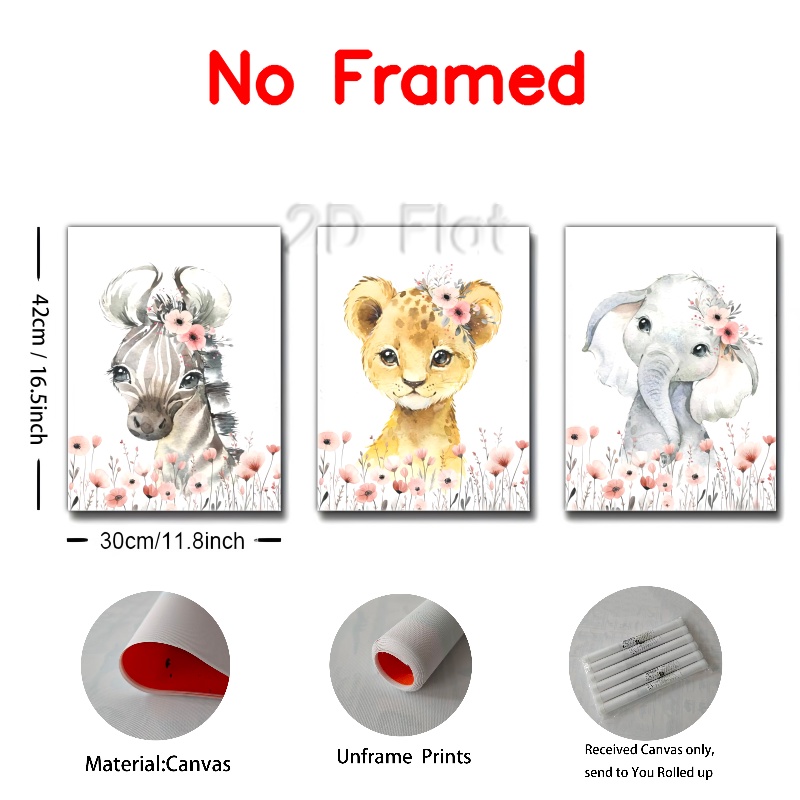 No Framed
2D Flat
42cm / 16.5inch
30cm/11.8inch
Material:Canvas
Unframe Prints
Received Canvas only,
send to You Rolled up